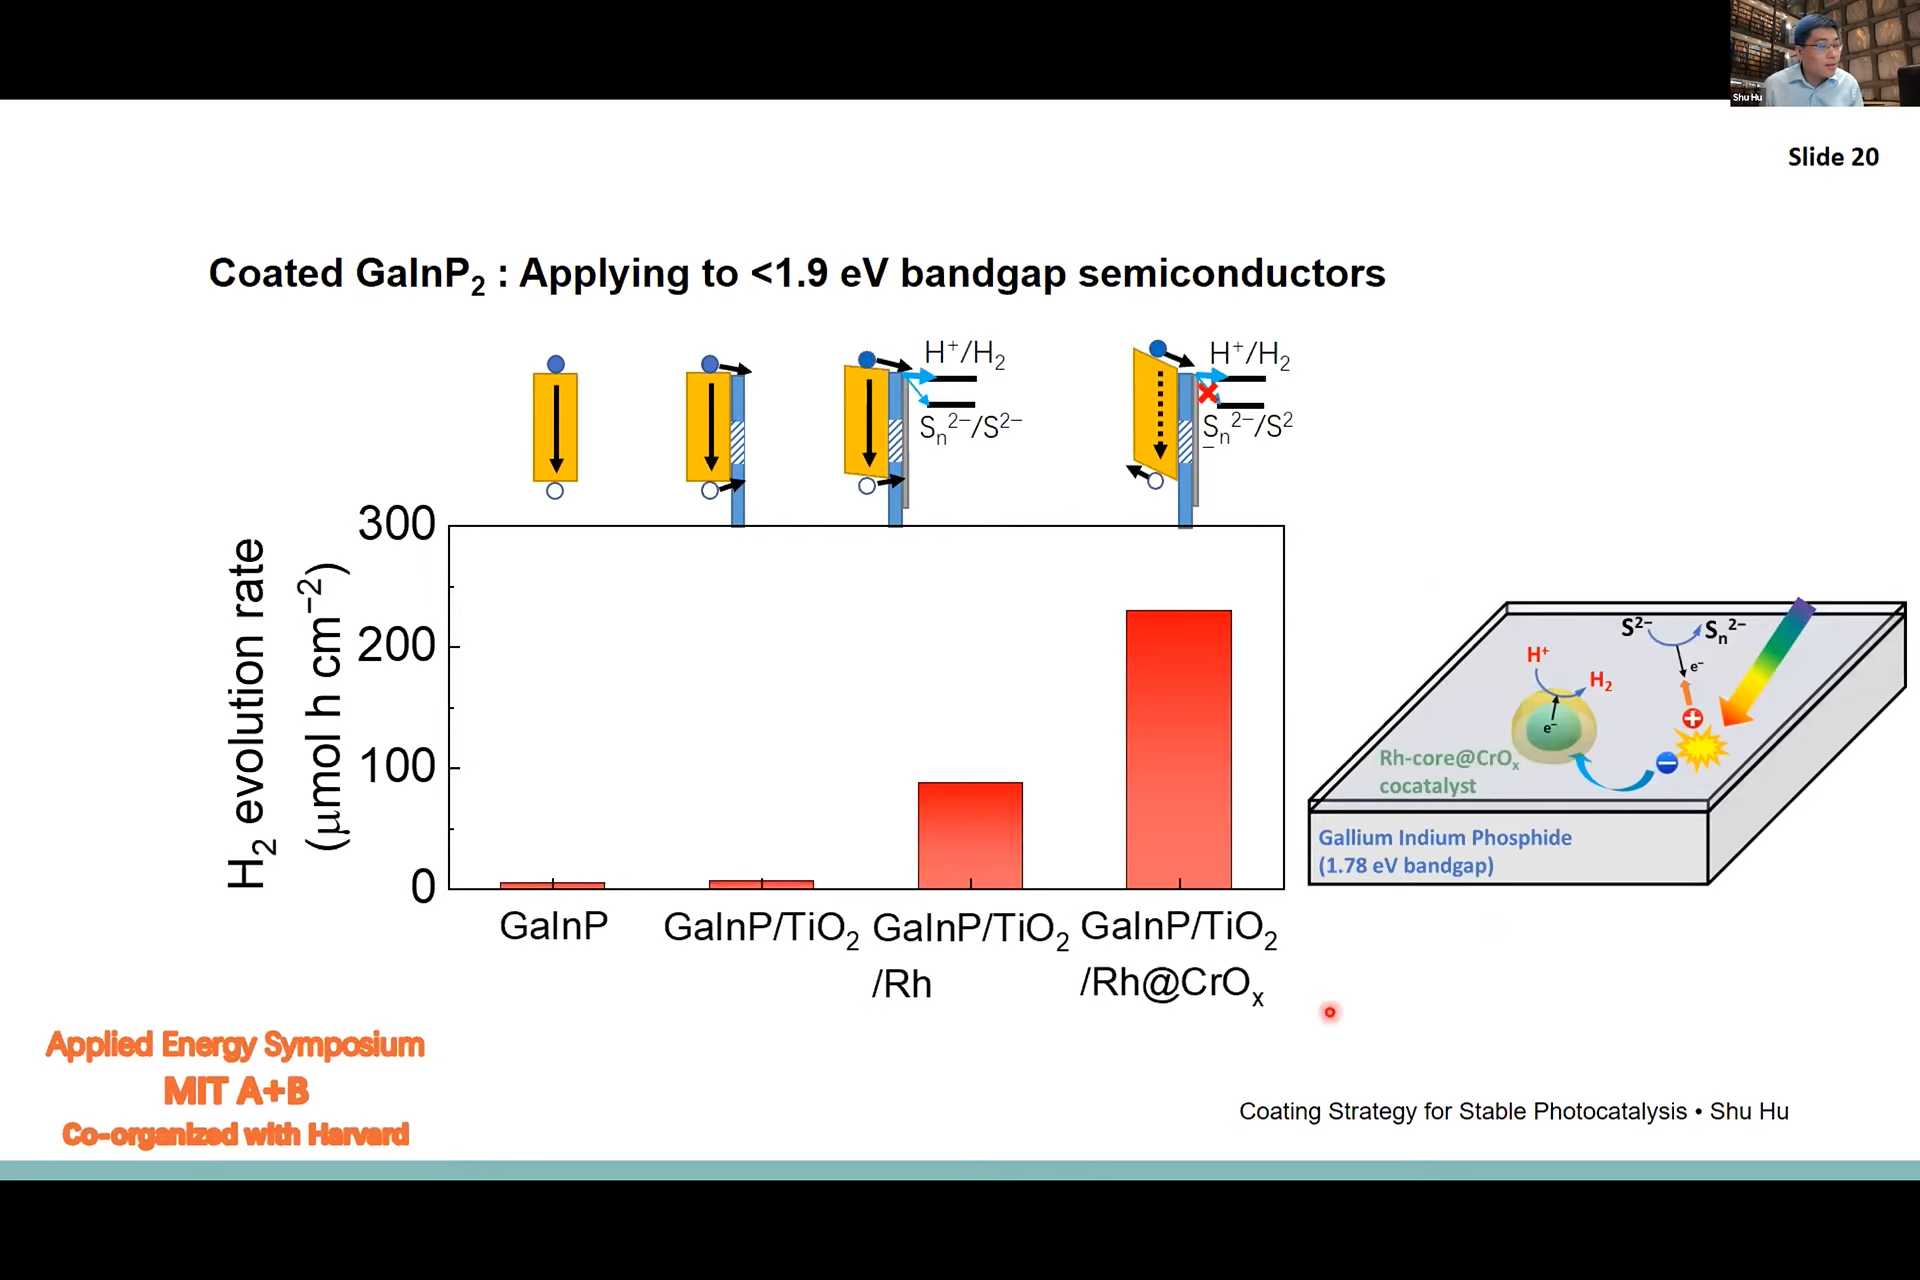 Shu Hu
Slide 20
Coated GaInP₂ : Applying to <1.9 eV bandgap semiconductors
H⁺/H₂
Sₙ²⁻/S²⁻
H⁺/H₂
Sₙ²⁻/S²
–
H₂ evolution rate
(μmol h cm⁻²)
300
200
100
0
GaInP
GaInP/TiO₂
GaInP/TiO₂
/Rh
GaInP/TiO₂
/Rh@CrOₓ
S²⁻
Sₙ²⁻
e⁻
H⁺
H₂
e⁻
Rh-core@CrOₓ
cocatalyst
Gallium Indium Phosphide
(1.78 eV bandgap)
Applied Energy Symposium
MIT A+B
Co-organized with Harvard
Coating Strategy for Stable Photocatalysis • Shu Hu